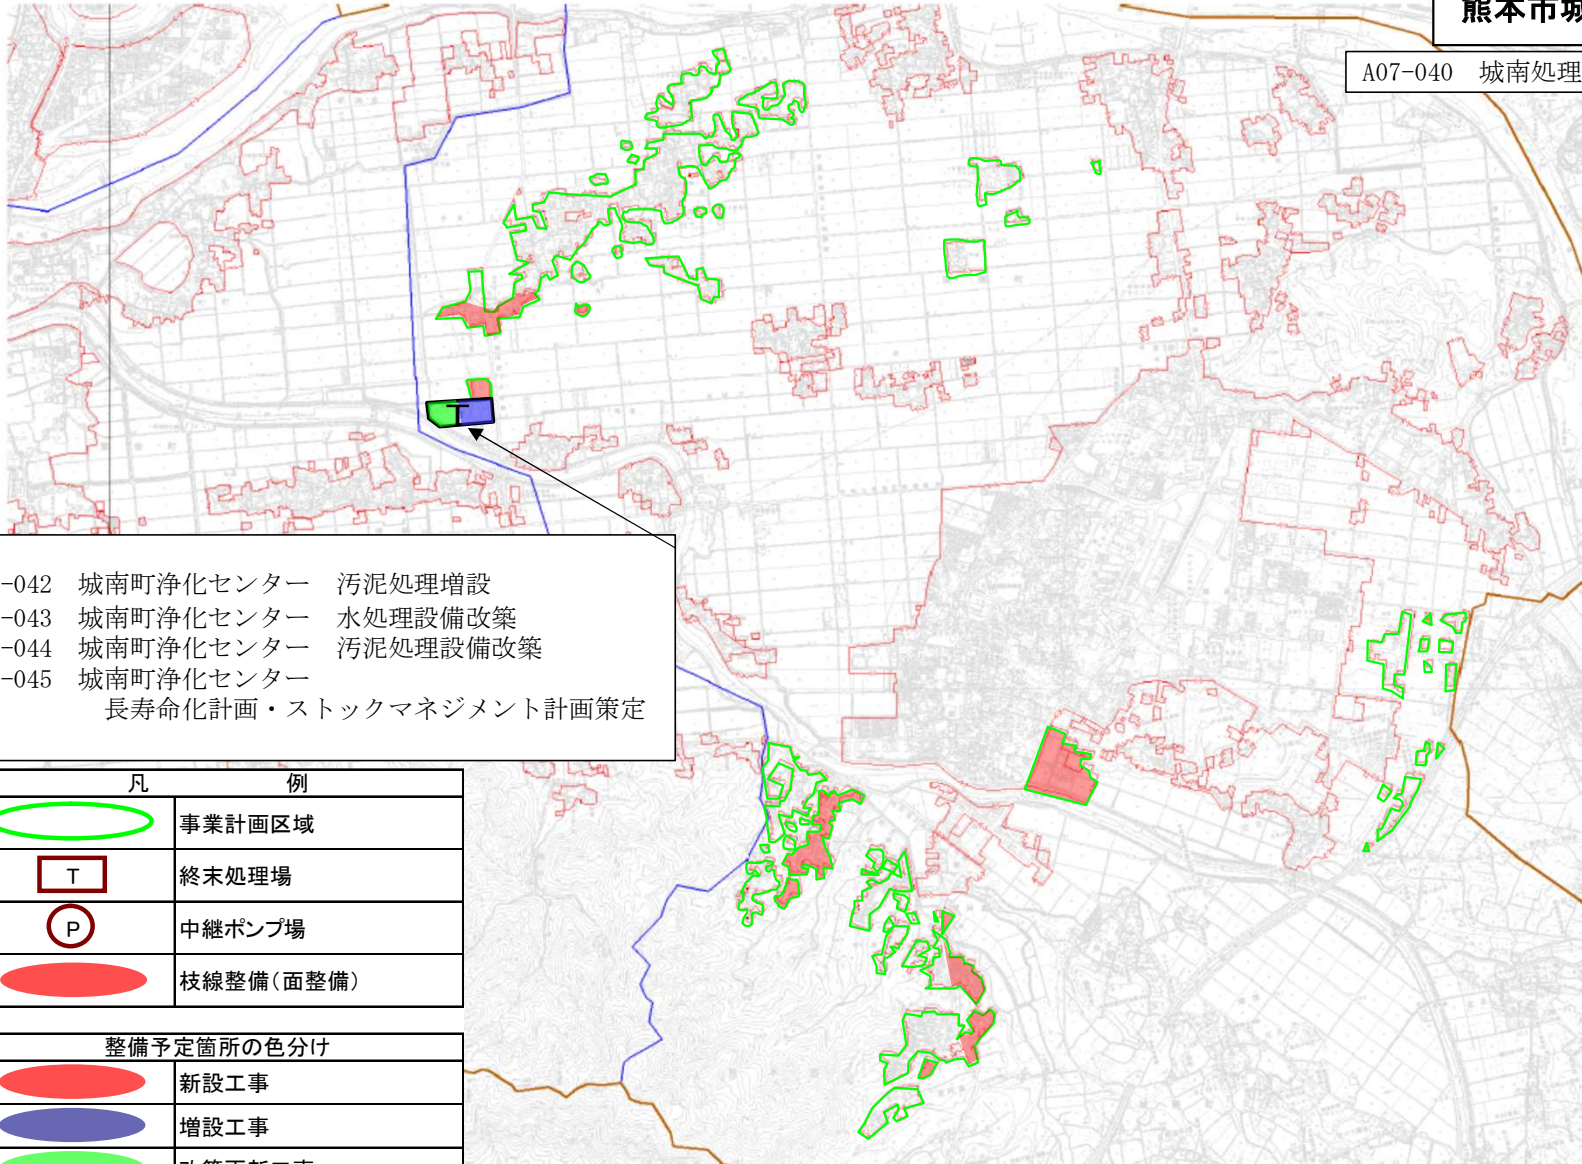 熊本市城
A07-040 城南処理
T
-042 城南町浄化センター 汚泥処理増設
-043 城南町浄化センター 水処理設備改築
-044 城南町浄化センター 汚泥処理設備改築
-045 城南町浄化センター
長寿命化計画・ストックマネジメント計画策定
凡 例
事業計画区域
T 終末処理場
P 中継ポンプ場
枝線整備(面整備)
整備予定箇所の色分け
新設工事
増設工事